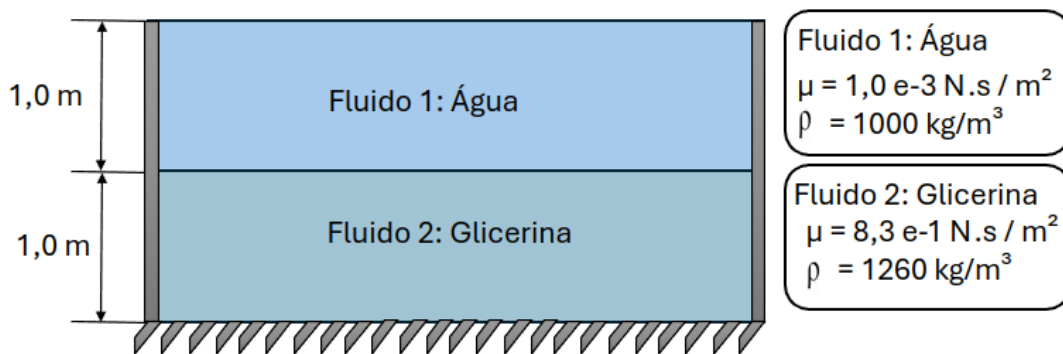 1,0 m
Fluido 1: Água
1,0 m
Fluido 2: Glicerina
Fluido 1: Água
μ = 1,0 e-3 N.s / m²
ρ = 1000 kg/m³
Fluido 2: Glicerina
μ = 8,3 e-1 N.s / m²
ρ = 1260 kg/m³